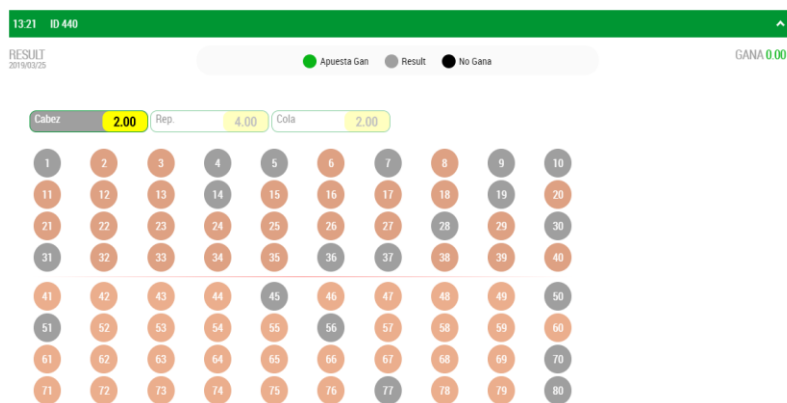 13:21 ID 440
RESULT
2019/03/25
Apuesta Gan Result No Gana
GANA 0.00
Cabez 2.00 Rep. 4.00 Cola 2.00
1 2 3 4 5 6 7 8 9 10
11 12 13 14 15 16 17 18 19 20
21 22 23 24 25 26 27 28 29 30
31 32 33 34 35 36 37 38 39 40
41 42 43 44 45 46 47 48 49 50
51 52 53 54 55 56 57 58 59 60
61 62 63 64 65 66 67 68 69 70
71 72 73 74 75 76 77 78 79 80